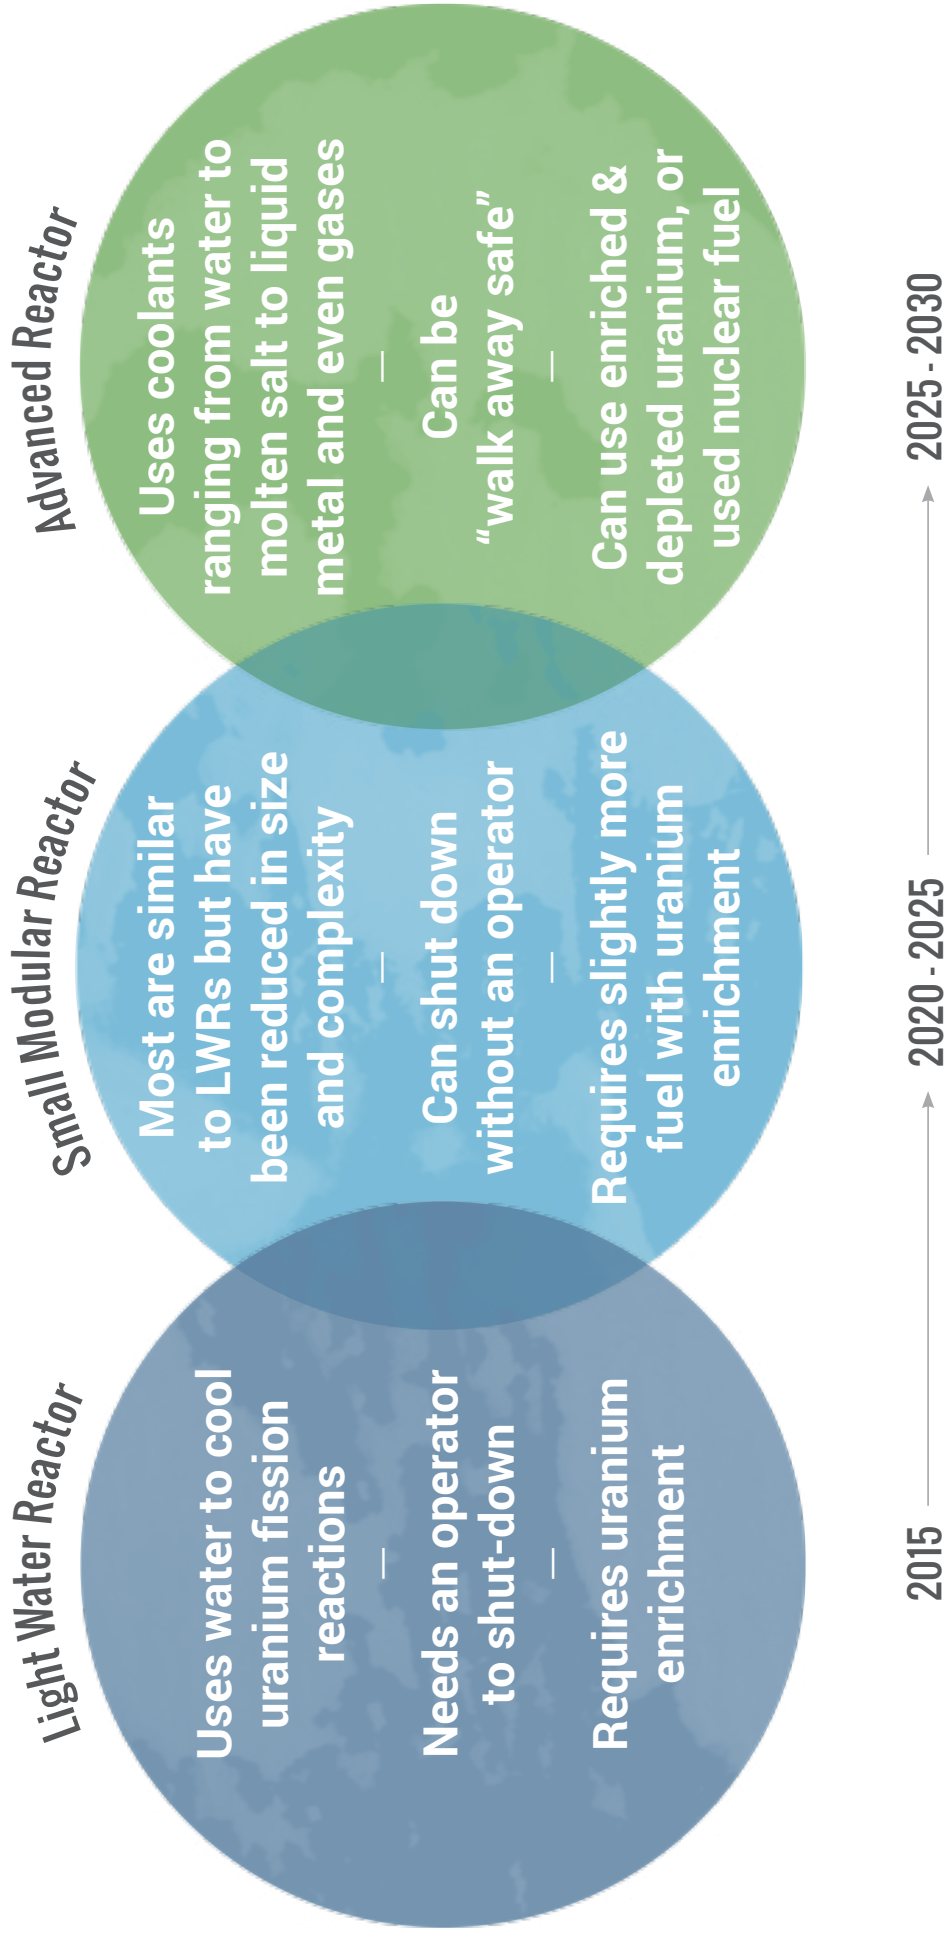 Light Water Reactor
Uses water to cool
uranium fission
reactions
Needs an operator
to shut-down
Requires uranium
enrichment
Small Modular Reactor
Most are similar
to LWRs but have
been reduced in size
and complexity
Can shut down
without an operator
Requires slightly more
fuel with uranium
enrichment
Advanced Reactor
Uses coolants
ranging from water to
molten salt to liquid
metal and even gases
Can be
“walk away safe”
Can use enriched &
depleted uranium, or
used nuclear fuel
2015
2020 - 2025
2025 - 2030